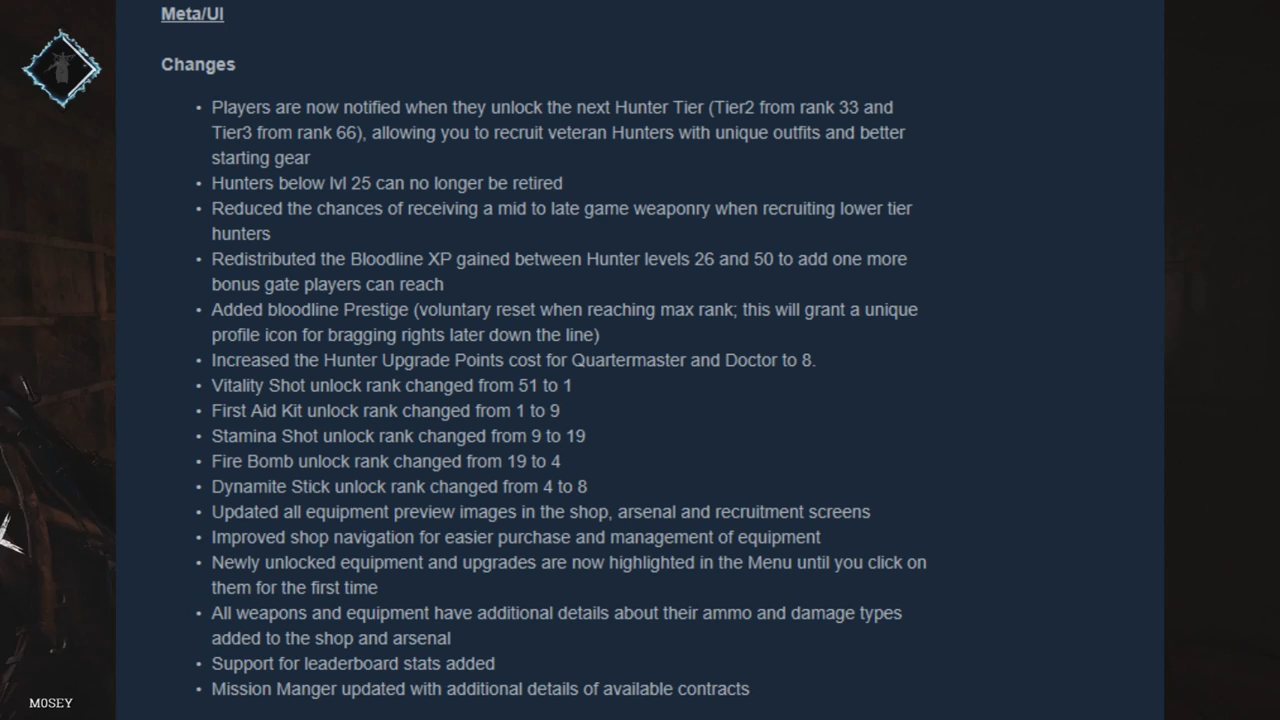 Meta/UI
Changes
• Players are now notified when they unlock the next Hunter Tier (Tier2 from rank 33 and
Tier3 from rank 66), allowing you to recruit veteran Hunters with unique outfits and better
starting gear
• Hunters below lvl 25 can no longer be retired
• Reduced the chances of receiving a mid to late game weaponry when recruiting lower tier
hunters
• Redistributed the Bloodline XP gained between Hunter levels 26 and 50 to add one more
bonus gate players can reach
• Added bloodline Prestige (voluntary reset when reaching max rank; this will grant a unique
profile icon for bragging rights later down the line)
• Increased the Hunter Upgrade Points cost for Quartermaster and Doctor to 8.
• Vitality Shot unlock rank changed from 51 to 1
• First Aid Kit unlock rank changed from 1 to 9
• Stamina Shot unlock rank changed from 9 to 19
• Fire Bomb unlock rank changed from 19 to 4
• Dynamite Stick unlock rank changed from 4 to 8
• Updated all equipment preview images in the shop, arsenal and recruitment screens
• Improved shop navigation for easier purchase and management of equipment
• Newly unlocked equipment and upgrades are now highlighted in the Menu until you click on
them for the first time
• All weapons and equipment have additional details about their ammo and damage types
added to the shop and arsenal
• Support for leaderboard stats added
• Mission Manger updated with additional details of available contracts
M0SEY